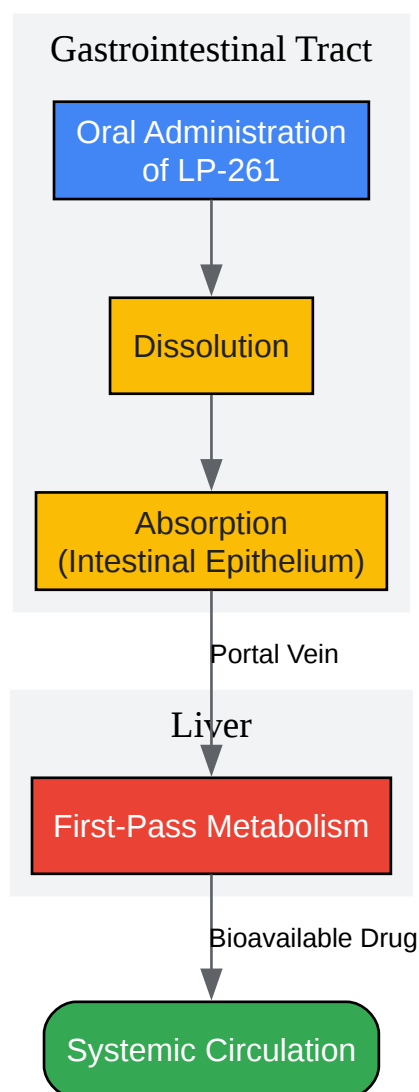 Gastrointestinal Tract
Oral Administration
of LP-261
Dissolution
Absorption
(Intestinal Epithelium)
Portal Vein
Liver
First-Pass Metabolism
Bioavailable Drug
Systemic Circulation